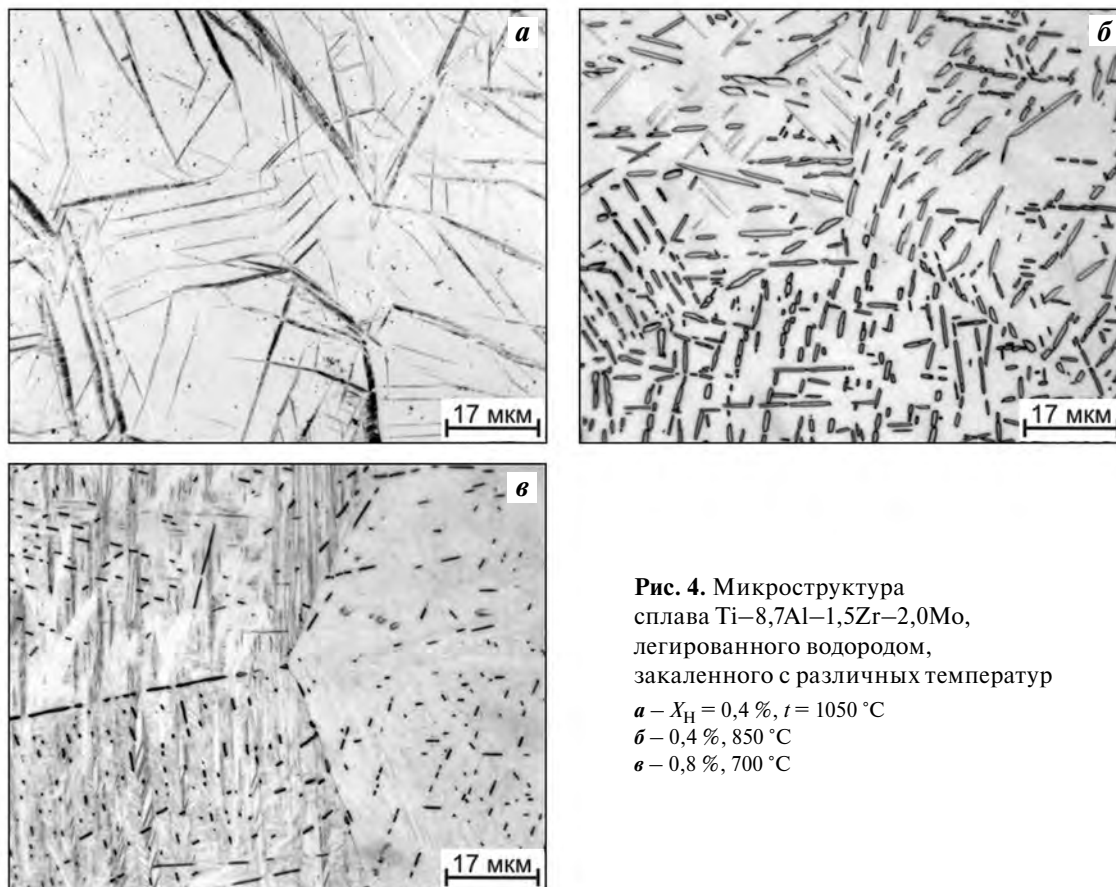 а
б
17 мкм
17 мкм
в
17 мкм
Рис. 4. Микроструктура
сплава Ti–8,7Al–1,5Zr–2,0Mo,
легированного водородом,
закаленного с различных температур
а – XH = 0,4 %, t = 1050 °C
б – 0,4 %, 850 °C
в – 0,8 %, 700 °C